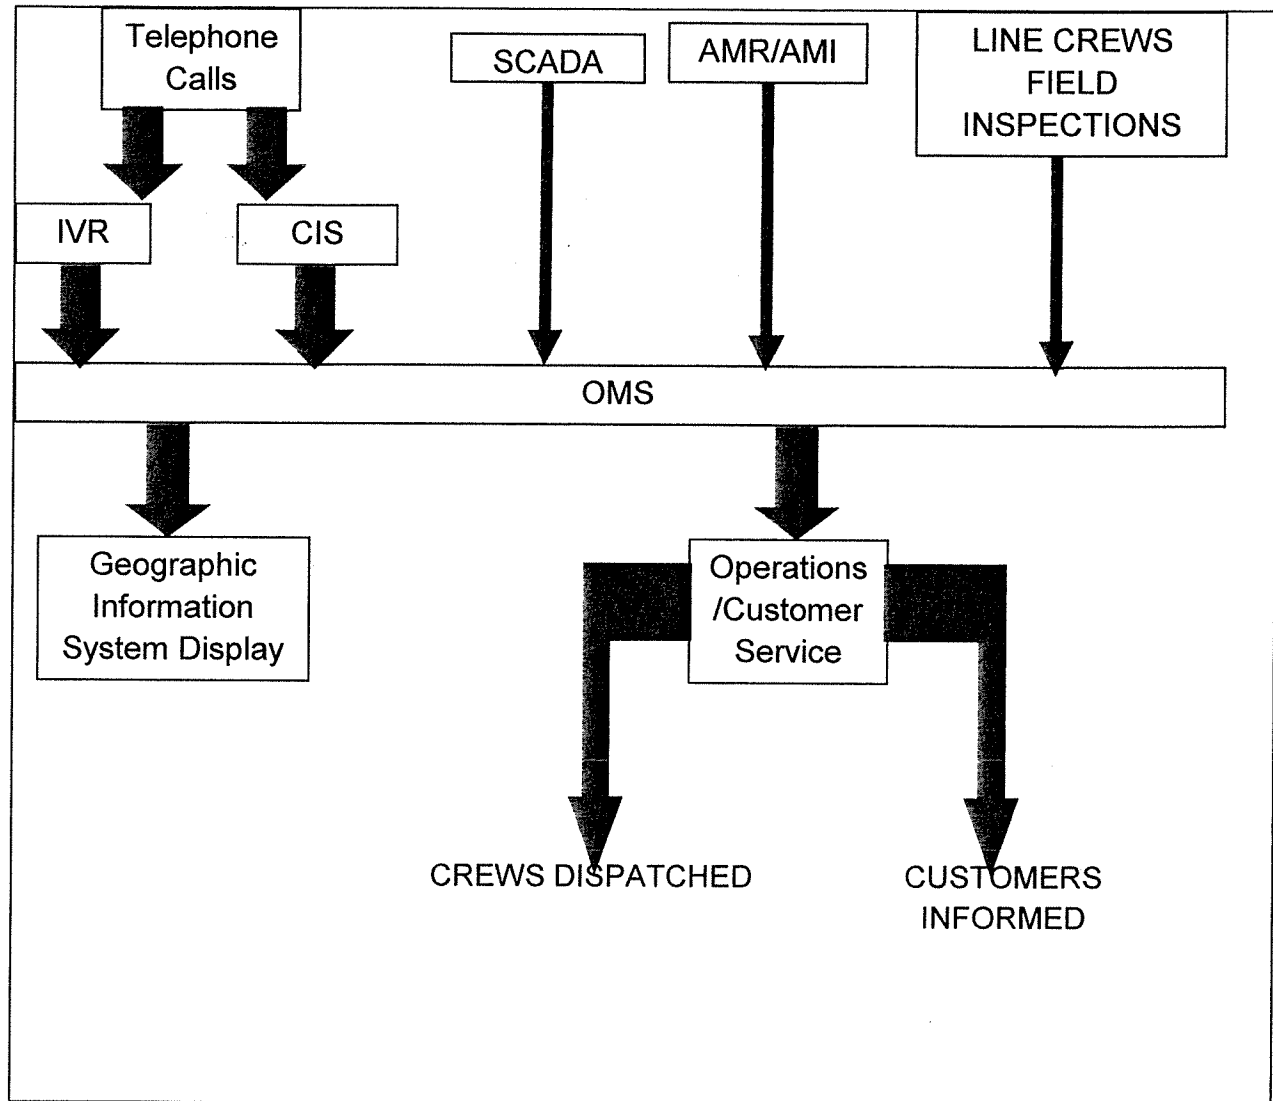 Telephone
Calls
SCADA
AMR/AMI
LINE CREWS
FIELD
INSPECTIONS
IVR
CIS
OMS
Geographic
Information
System Display
Operations
/Customer
Service
CREWS DISPATCHED
CUSTOMERS
INFORMED